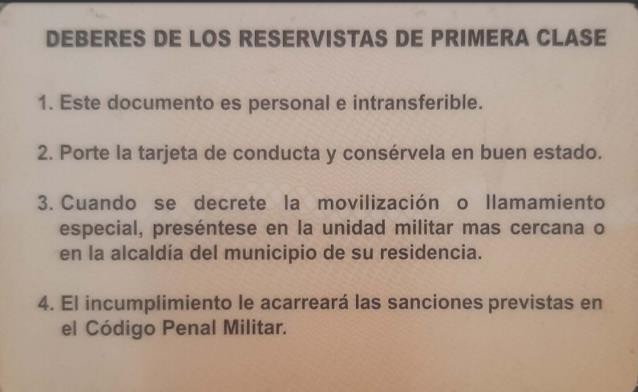 DEBERES DE LOS RESERVISTAS DE PRIMERA CLASE
1. Este documento es personal e intransferible.
2. Porte la tarjeta de conducta y consérvela en buen estado.
3. Cuando se decrete la movilización o llamamiento
especial, preséntese en la unidad militar mas cercana o
en la alcaldía del municipio de su residencia.
4. El incumplimiento le acarreará las sanciones previstas en
el Código Penal Militar.